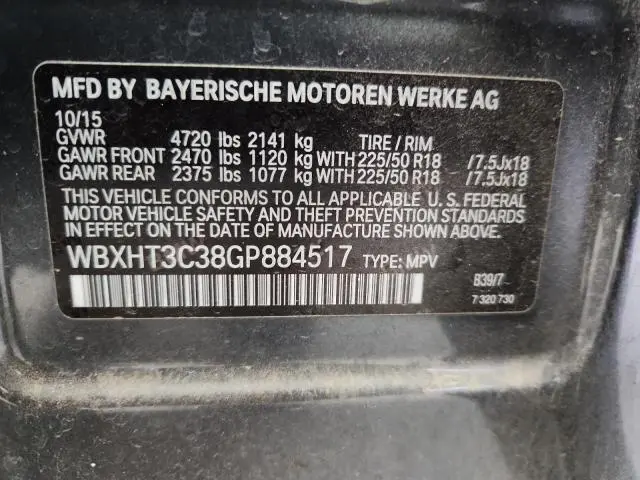 MFD BY BAYERISCHE MOTOREN WERKE AG
10/15
GVWR 4720 lbs 2141 kg TIRE / RIM
GAWR FRONT 2470 lbs 1120 kg WITH 225/50 R18 /7.5Jx18
GAWR REAR 2375 lbs 1077 kg WITH 225/50 R18 /7.5Jx18
THIS VEHICLE CONFORMS TO ALL APPLICABLE U. S. FEDERAL
MOTOR VEHICLE SAFETY AND THEFT PREVENTION STANDARDS
IN EFFECT ON THE DATE OF MANUFACTURE SHOWN ABOVE.
WBXHT3C38GP884517 TYPE: MPV
B39/7
7 320 730